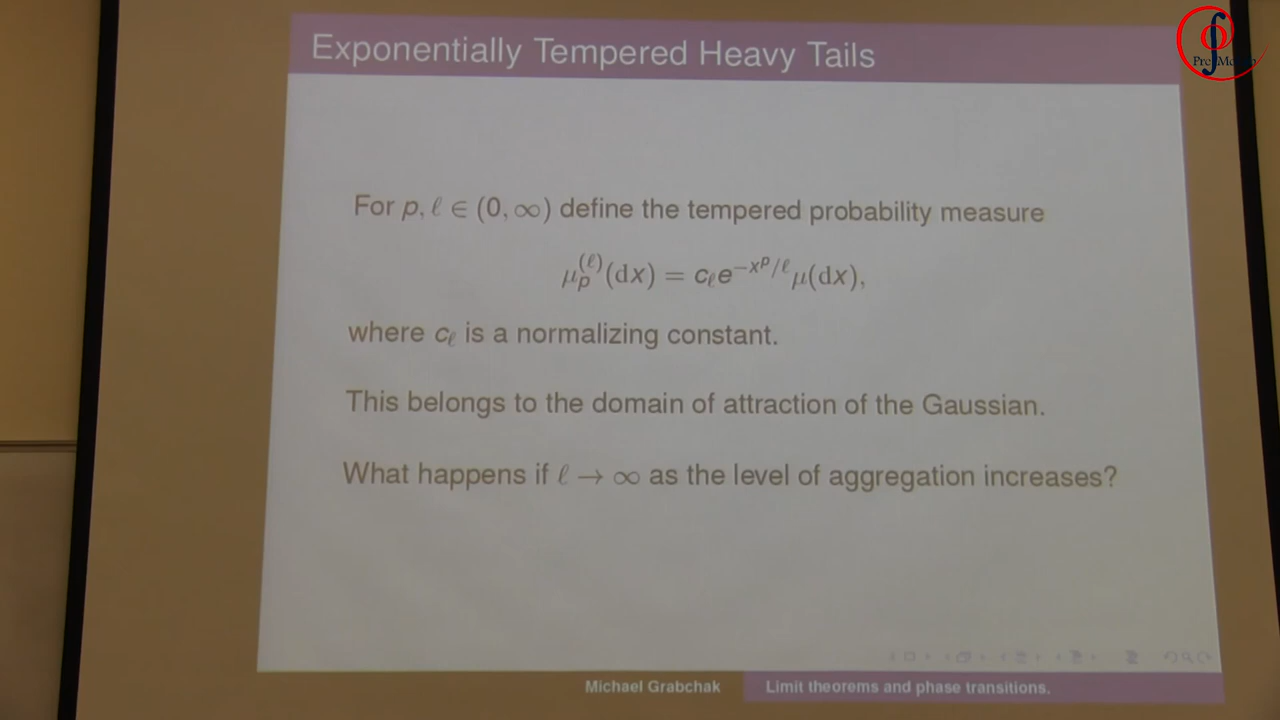 Exponentially Tempered Heavy Tails
For p, ℓ ∈ (0, ∞) define the tempered probability measure
μ_p^{(ℓ)}(dx) = c_ℓ e^{−x^p/ℓ} μ(dx),
where c_ℓ is a normalizing constant.
This belongs to the domain of attraction of the Gaussian.
What happens if ℓ → ∞ as the level of aggregation increases?
Michael Grabchak
Limit theorems and phase transitions.